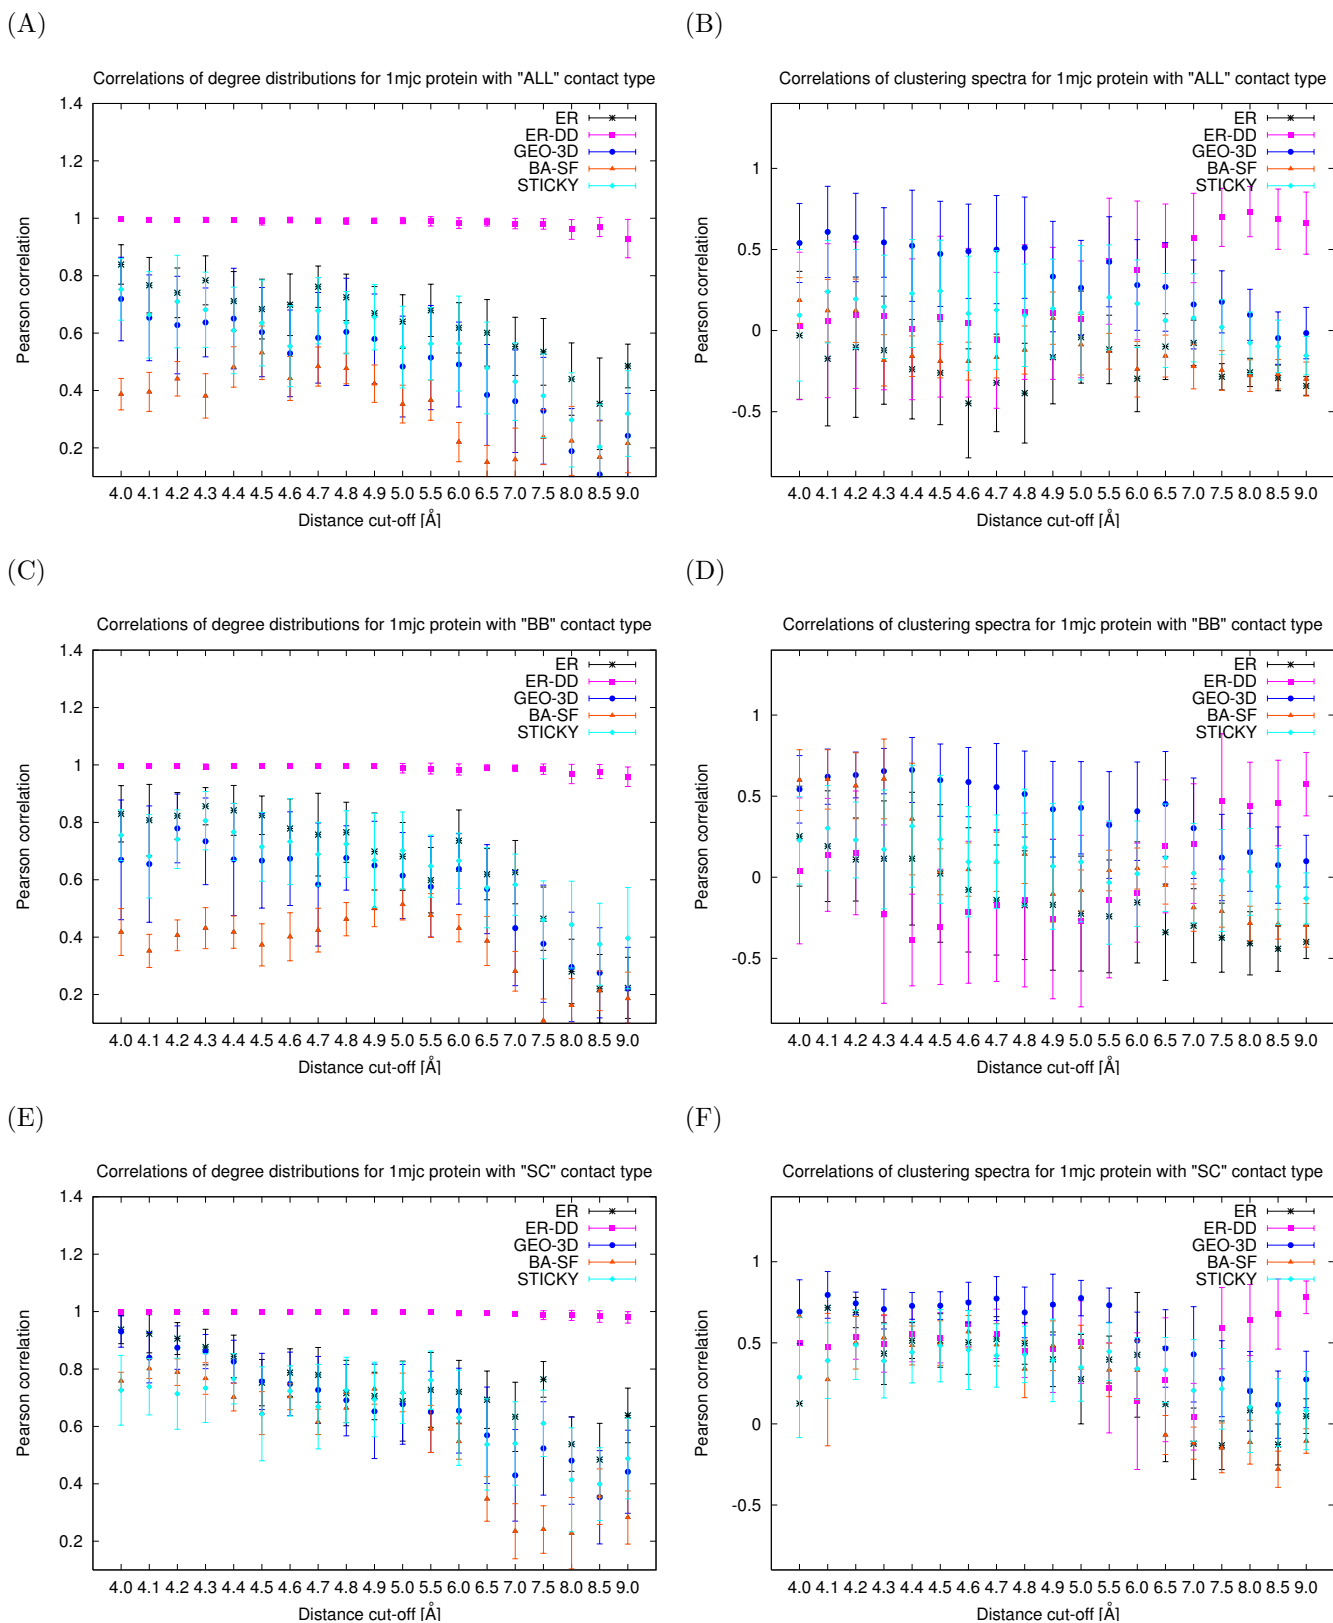 (A)
Correlations of degree distributions for 1mjc protein with "ALL" contact type
1.4
1.2
1
0.8
0.6
0.4
0.2
Pearson correlation
ER
ER-DD
GEO-3D
BA-SF
STICKY
4.0 4.1 4.2 4.3 4.4 4.5 4.6 4.7 4.8 4.9 5.0 5.5 6.0 6.5 7.0 7.5 8.0 8.5 9.0
Distance cut-off [Å]
(B)
Correlations of clustering spectra for 1mjc protein with "ALL" contact type
1
0.5
0
-0.5
Pearson correlation
ER
ER-DD
GEO-3D
BA-SF
STICKY
4.0 4.1 4.2 4.3 4.4 4.5 4.6 4.7 4.8 4.9 5.0 5.5 6.0 6.5 7.0 7.5 8.0 8.5 9.0
Distance cut-off [Å]
(C)
Correlations of degree distributions for 1mjc protein with "BB" contact type
1.4
1.2
1
0.8
0.6
0.4
0.2
Pearson correlation
ER
ER-DD
GEO-3D
BA-SF
STICKY
4.0 4.1 4.2 4.3 4.4 4.5 4.6 4.7 4.8 4.9 5.0 5.5 6.0 6.5 7.0 7.5 8.0 8.5 9.0
Distance cut-off [Å]
(D)
Correlations of clustering spectra for 1mjc protein with "BB" contact type
1
0.5
0
-0.5
Pearson correlation
ER
ER-DD
GEO-3D
BA-SF
STICKY
4.0 4.1 4.2 4.3 4.4 4.5 4.6 4.7 4.8 4.9 5.0 5.5 6.0 6.5 7.0 7.5 8.0 8.5 9.0
Distance cut-off [Å]
(E)
Correlations of degree distributions for 1mjc protein with "SC" contact type
1.4
1.2
1
0.8
0.6
0.4
0.2
Pearson correlation
ER
ER-DD
GEO-3D
BA-SF
STICKY
4.0 4.1 4.2 4.3 4.4 4.5 4.6 4.7 4.8 4.9 5.0 5.5 6.0 6.5 7.0 7.5 8.0 8.5 9.0
Distance cut-off [Å]
(F)
Correlations of clustering spectra for 1mjc protein with "SC" contact type
1
0.5
0
-0.5
Pearson correlation
ER
ER-DD
GEO-3D
BA-SF
STICKY
4.0 4.1 4.2 4.3 4.4 4.5 4.6 4.7 4.8 4.9 5.0 5.5 6.0 6.5 7.0 7.5 8.0 8.5 9.0
Distance cut-off [Å]